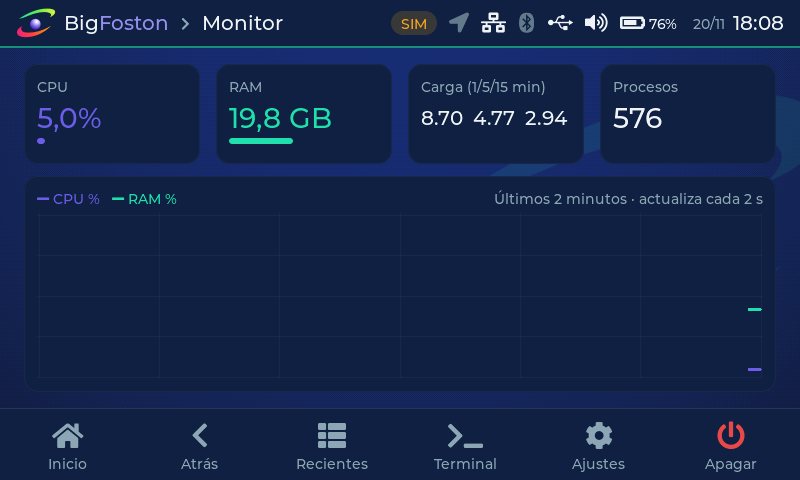 BigFoston > Monitor
SIM
76%
20/11 18:08
CPU
5,0%
RAM
19,8 GB
Carga (1/5/15 min)
8.70 4.77 2.94
Procesos
576
CPU % RAM %
Últimos 2 minutos · actualiza cada 2 s
Inicio
Atrás
Recientes
Terminal
Ajustes
Apagar